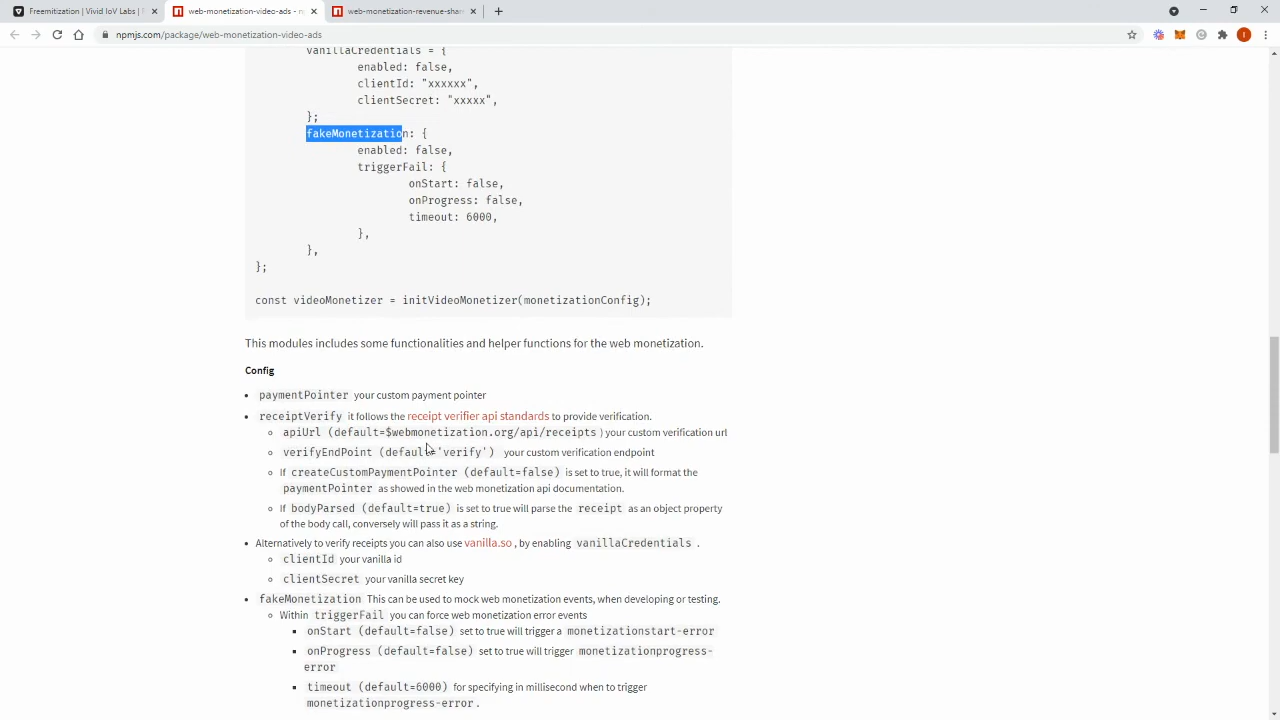 Freemitization | Vivid IoV Labs |
web-monetization-video-ads - n
web-monetization-revenue-sha
npmjs.com/package/web-monetization-video-ads
vanillaCredentials = {
enabled: false,
clientId: "xxxxxx",
clientSecret: "xxxxx",
};
fakeMonetization: {
enabled: false,
triggerFail: {
onStart: false,
onProgress: false,
timeout: 6000,
},
},
};
const videoMonetizer = initVideoMonetizer(monetizationConfig);
This modules includes some functionalities and helper functions for the web monetization.
Config
paymentPointer your custom payment pointer
receiptVerify it follows the receipt verifier api standards to provide verification.
apiUrl (default=$webmonetization.org/api/receipts ) your custom verification url
verifyEndPoint (default='verify') your custom verification endpoint
If createCustomPaymentPointer (default=false) is set to true, it will format the
paymentPointer as showed in the web monetization api documentation.
If bodyParsed (default=true) is set to true will parse the receipt as an object property
of the body call, conversely will pass it as a string.
Alternatively to verify receipts you can also use vanilla.so , by enabling vanillaCredentials .
clientId your vanilla id
clientSecret your vanilla secret key
fakeMonetization This can be used to mock web monetization events, when developing or testing.
Within triggerFail you can force web monetization error events
onStart (default=false) set to true will trigger a monetizationstart-error
onProgress (default=false) set to true will trigger monetizationprogress-
error
timeout (default=6000) for specifying in millisecond when to trigger
monetizationprogress-error.